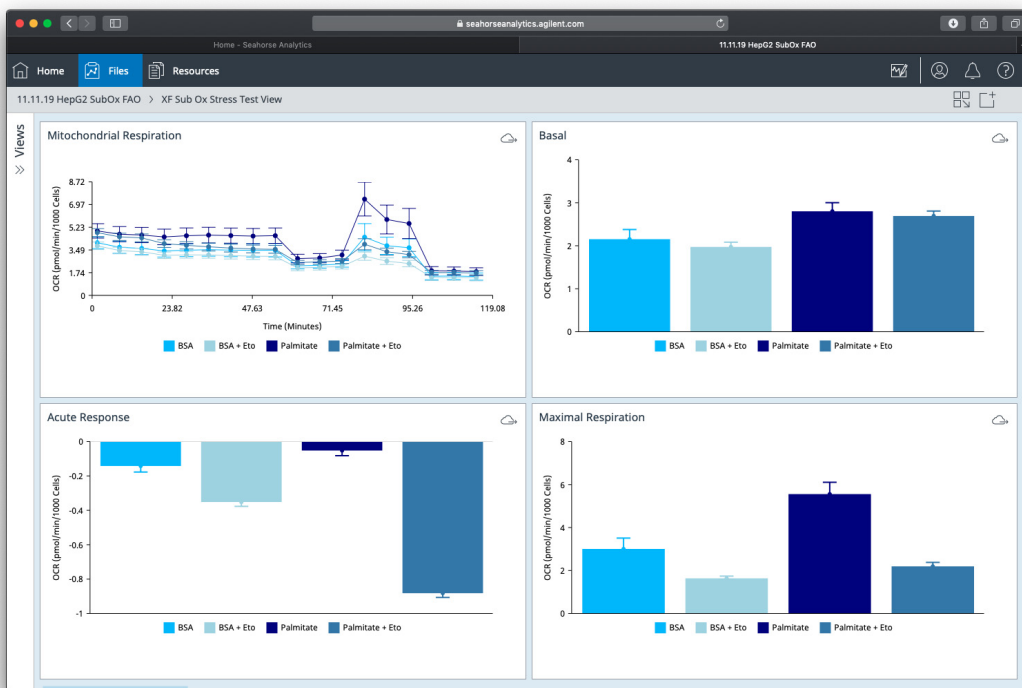 seahorseanalytics.agilent.com
Home - Seahorse Analytics
11.11.19 HepG2 SubOx FAO
Home Files Resources
11.11.19 HepG2 SubOx FAO > XF Sub Ox Stress Test View
Views
Mitochondrial Respiration
OCR (pmol/min/1000 Cells)
8.72
6.97
5.23
3.49
1.74
0
0 23.82 47.63 71.45 95.26 119.08
Time (Minutes)
BSA BSA + Eto Palmitate Palmitate + Eto
Basal
OCR (pmol/min/1000 Cells)
4
3
2
1
0
BSA BSA + Eto Palmitate Palmitate + Eto
Acute Response
OCR (pmol/min/1000 Cells)
0
-0.2
-0.4
-0.6
-0.8
-1
BSA BSA + Eto Palmitate Palmitate + Eto
Maximal Respiration
OCR (pmol/min/1000 Cells)
8
6
4
2
0
BSA BSA + Eto Palmitate Palmitate + Eto